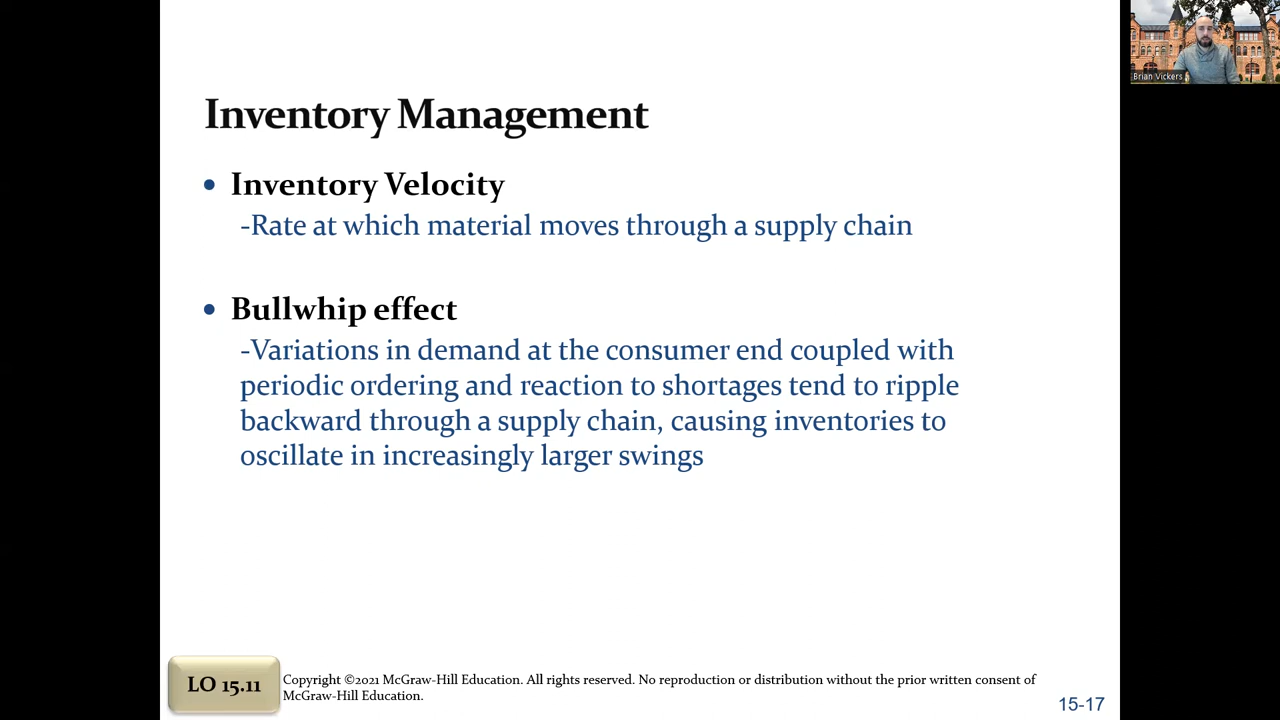 Inventory Management
• Inventory Velocity
-Rate at which material moves through a supply chain
• Bullwhip effect
-Variations in demand at the consumer end coupled with
periodic ordering and reaction to shortages tend to ripple
backward through a supply chain, causing inventories to
oscillate in increasingly larger swings
LO 15.11
Copyright ©2021 McGraw-Hill Education. All rights reserved. No reproduction or distribution without the prior written consent of
McGraw-Hill Education.
15-17
Brian Vickers